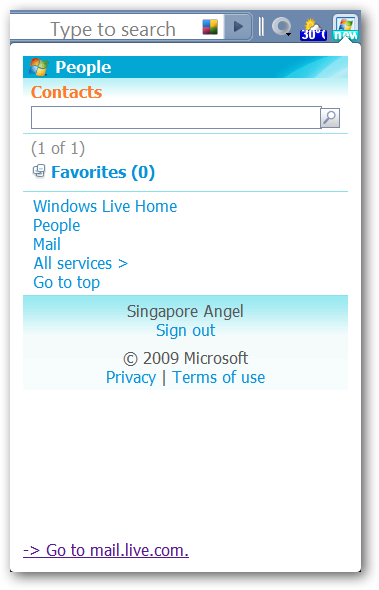 Type to search
30°
new
People
Contacts
(1 of 1)
Favorites (0)
Windows Live Home
People
Mail
All services >
Go to top
Singapore Angel
Sign out
© 2009 Microsoft
Privacy | Terms of use
-> Go to mail.live.com.